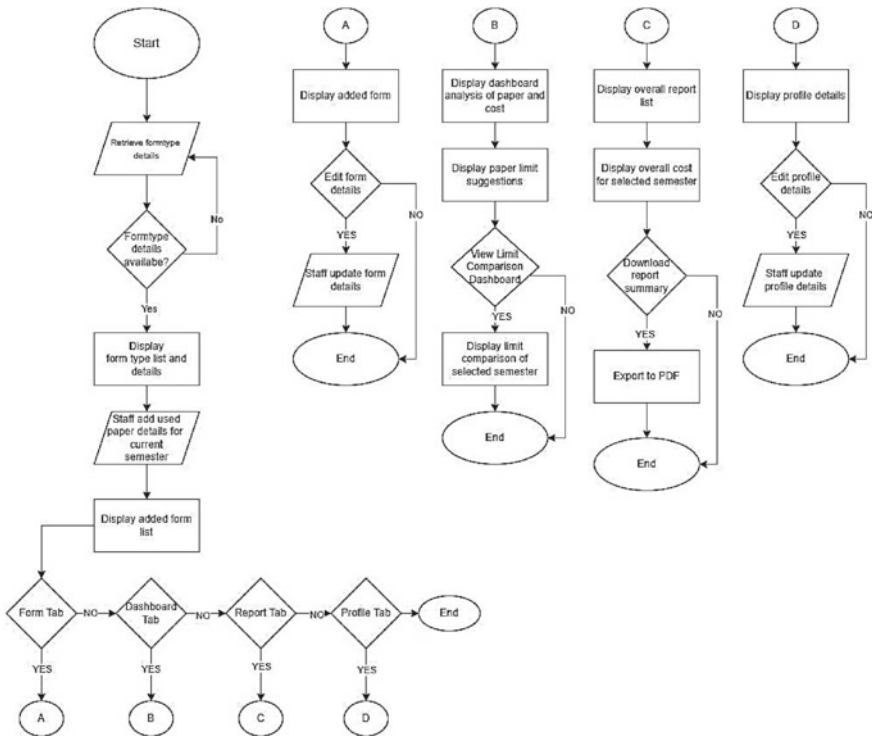 Start
Retrieve formtype
details
No
Formtype
details
availabe?
Yes
Display
form type list and
details
Staff add used
paper details for
current
semester
Display added form
list
Form Tab
NO
Dashboard
Tab
NO
Report Tab
NO
Profile Tab
End
YES
YES
YES
YES
A
B
C
D
A
Display added form
Edit form
details
NO
YES
Staff update form
details
End
B
Display dashboard
analysis of paper and
cost
Display paper limit
suggestions
View Limit
Comparison
Dashboard
NO
YES
Display limit
comparison of
selected semester
End
C
Display overall report
list
Display overall cost
for selected semester
Download
report
summary
NO
YES
Export to PDF
End
D
Display profile details
Edit profile
details
NO
YES
Staff update
profile details
End